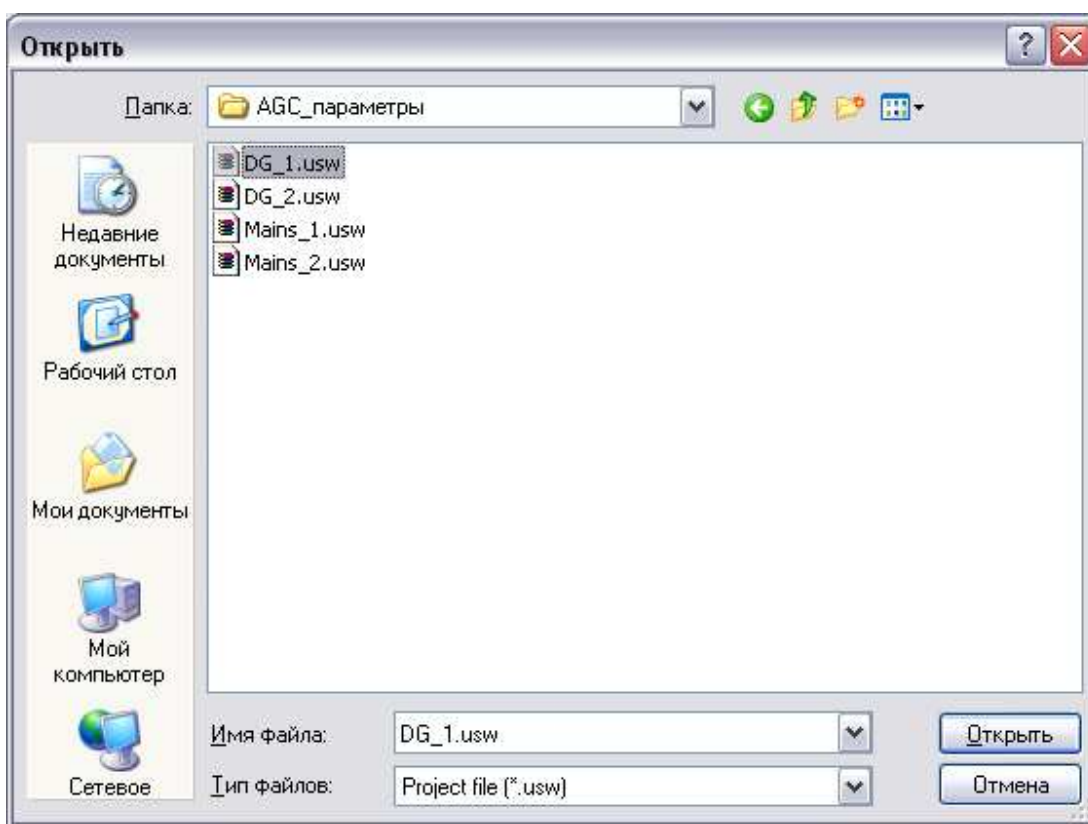 Открыть
?
Папка:
AGC_параметры
DG_1.usw
DG_2.usw
Mains_1.usw
Mains_2.usw
Недавние
документы
Рабочий стол
Мои документы
Мой
компьютер
Сетевое
Имя файла:
DG_1.usw
Открыть
Тип файлов:
Project file (*.usw)
Отмена